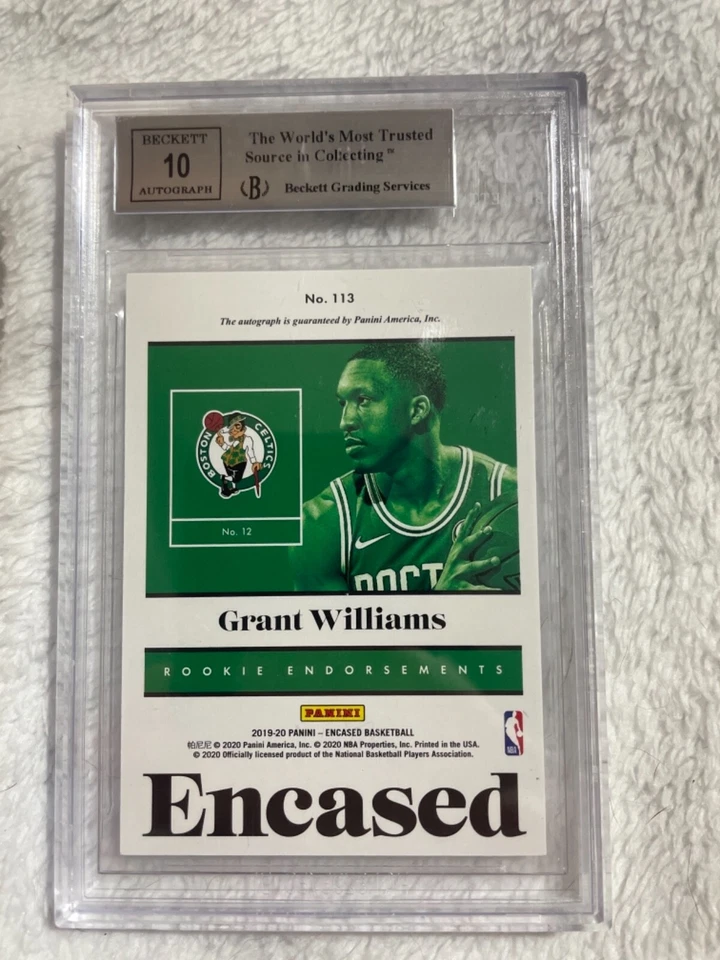 BECKETT
10
AUTOGRAPH
The World's Most Trusted
Source in Collecting™
B
Beckett Grading Services
No. 113
The autograph is guaranteed by Panini America, Inc.
BOSTON CELTICS
No. 12
BOST
Grant Williams
ROOKIE ENDORSEMENTS
PANINI
2019-20 PANINI – ENCASED BASKETBALL
帕尼尼 © 2020 Panini America, Inc. © 2020 NBA Properties, Inc. Printed in the USA.
© 2020 Officially licensed product of the National Basketball Players Association.
NBA
Encased